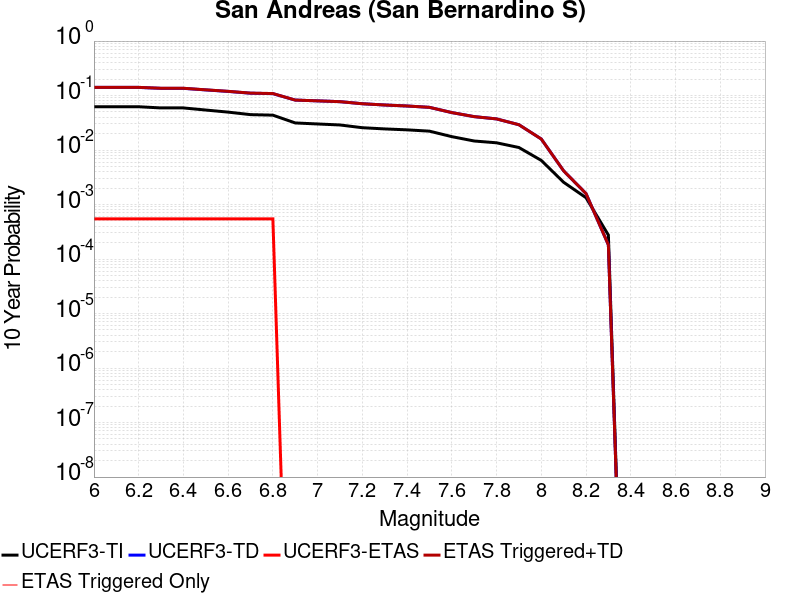 San Andreas (San Bernardino S)
10^0
10^-1
10^-2
10^-3
10^-4
10^-5
10^-6
10^-7
10^-8
10 Year Probability
6 6.2 6.4 6.6 6.8 7 7.2 7.4 7.6 7.8 8 8.2 8.4 8.6 8.8 9
Magnitude
UCERF3-TI UCERF3-TD UCERF3-ETAS ETAS Triggered+TD
ETAS Triggered Only